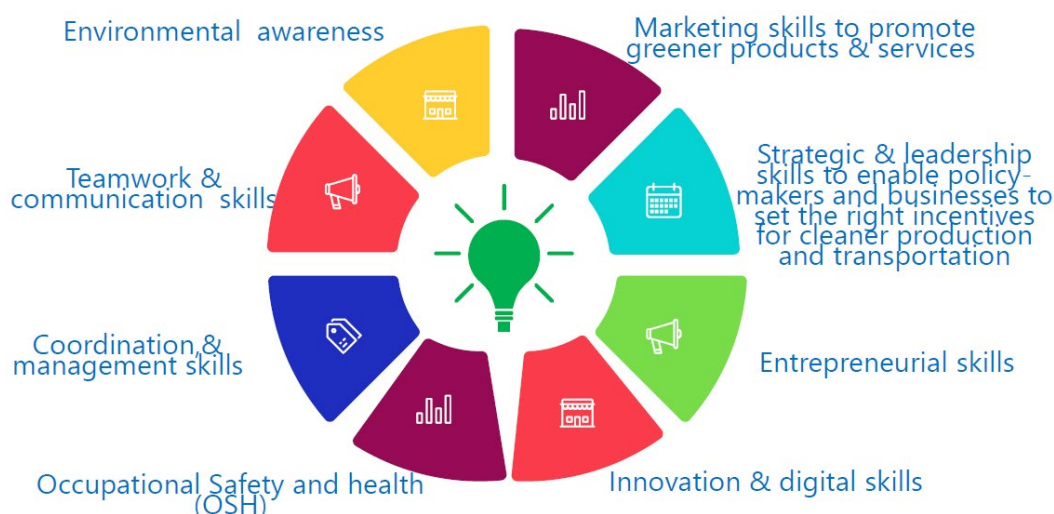 Environmental awareness
Marketing skills to promote
greener products & services
Teamwork &
communication skills
Strategic & leadership
skills to enable policy-
makers and businesses to
set the right incentives
for cleaner production
and transportation
Coordination,&
management skills
Entrepreneurial skills
Occupational Safety and health
(OSH)
Innovation & digital skills